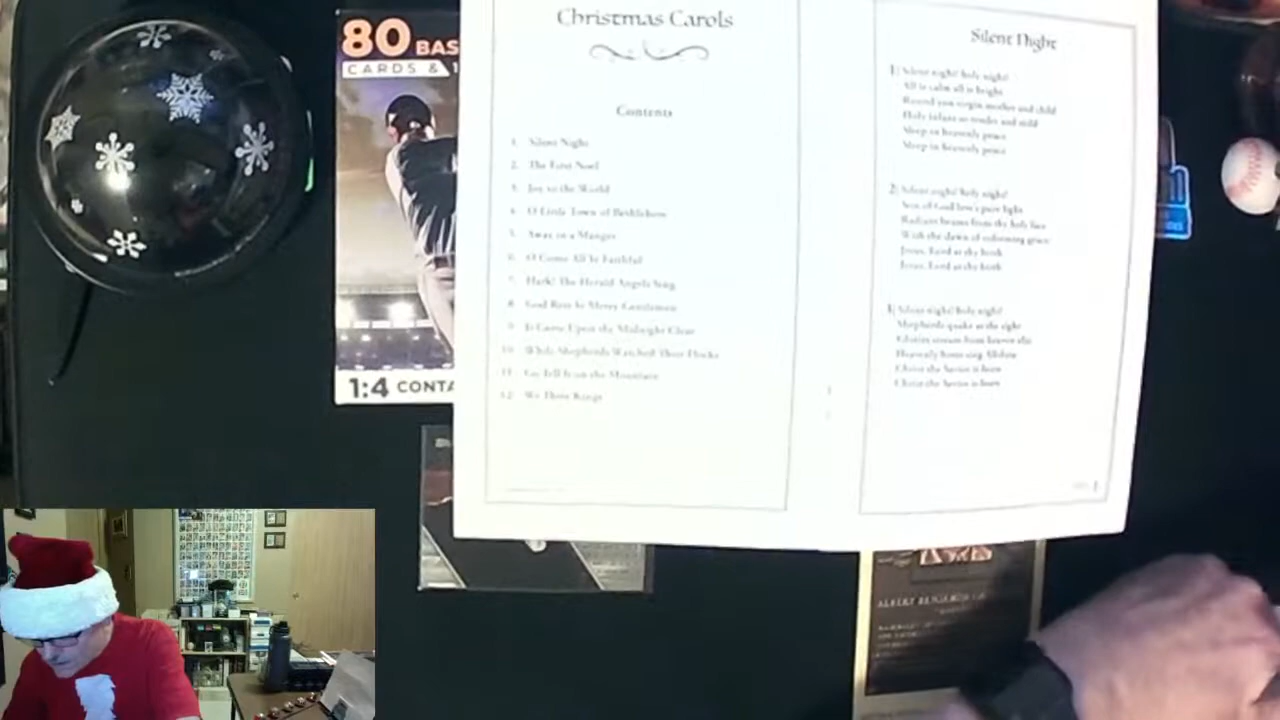 80 BAS
CARDS &
1:4 CONTA
Christmas Carols
Contents
1. Silent Night
2. The First Noel
3. Joy to the World
4. O Little Town of Bethlehem
5. Away in a Manger
6. O Come All Ye Faithful
7. Hark! The Herald Angels Sing
8. God Rest Ye Merry Gentlemen
9. It Came Upon the Midnight Clear
10. While Shepherds Watched Their Flocks
11. Go Tell It on the Mountain
12. We Three Kings
Silent Night
1) Silent night! holy night!
All is calm all is bright
Round yon virgin mother and child
Holy infant so tender and mild
Sleep in heavenly peace
Sleep in heavenly peace
2) Silent night! holy night!
Son of God love's pure light
Radiant beams from thy holy face
With the dawn of redeeming grace
Jesus, Lord at thy birth
Jesus, Lord at thy birth
3) Silent night! holy night!
Shepherds quake at the sight
Glories stream from heaven
Heavenly hosts sing
Christ the Savior is born
Christ the Savior is born
ALBERT BENJAMIN